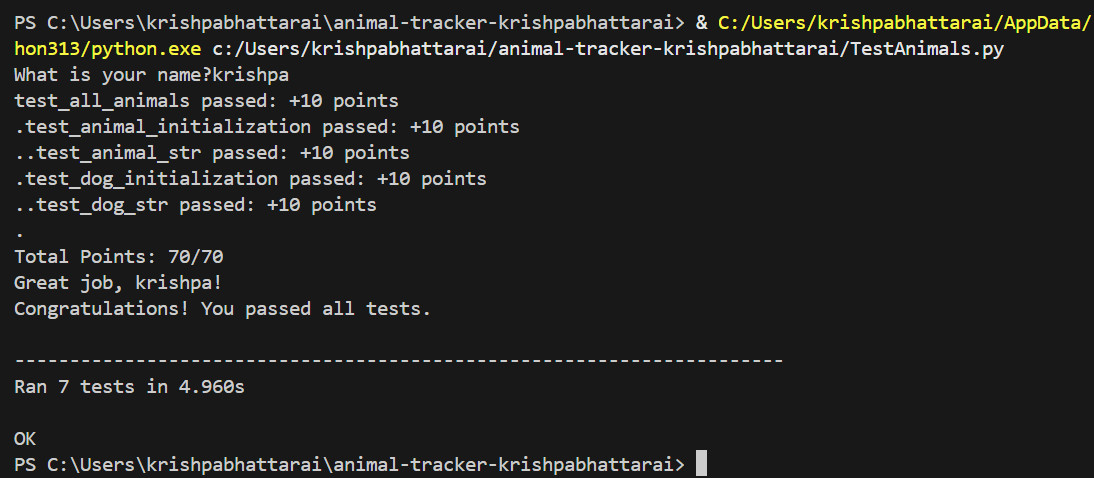 PS C:\Users\krishpabhattarai\animal-tracker-krishpabhattarai> & C:/Users/krishpabhattarai/AppData/
hon313/python.exe c:/Users/krishpabhattarai/animal-tracker-krishpabhattarai/TestAnimals.py
What is your name?krishpa
test_all_animals passed: +10 points
.test_animal_initialization passed: +10 points
..test_animal_str passed: +10 points
.test_dog_initialization passed: +10 points
..test_dog_str passed: +10 points
.
Total Points: 70/70
Great job, krishpa!
Congratulations! You passed all tests.
----------------------------------------------------------------------
Ran 7 tests in 4.960s
OK
PS C:\Users\krishpabhattarai\animal-tracker-krishpabhattarai>